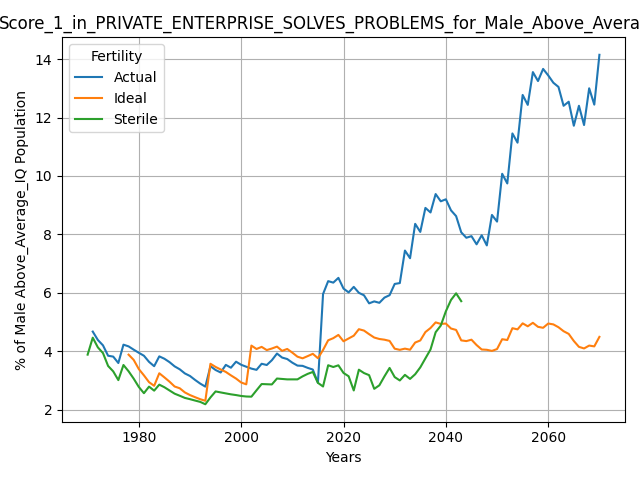 Score_1_in_PRIVATE_ENTERPRISE_SOLVES_PROBLEMS_for_Male_Above_Avera
Fertility
Actual
Ideal
Sterile
% of Male Above_Average_IQ Population
14
12
10
8
6
4
2
1980 2000 2020 2040 2060
Years